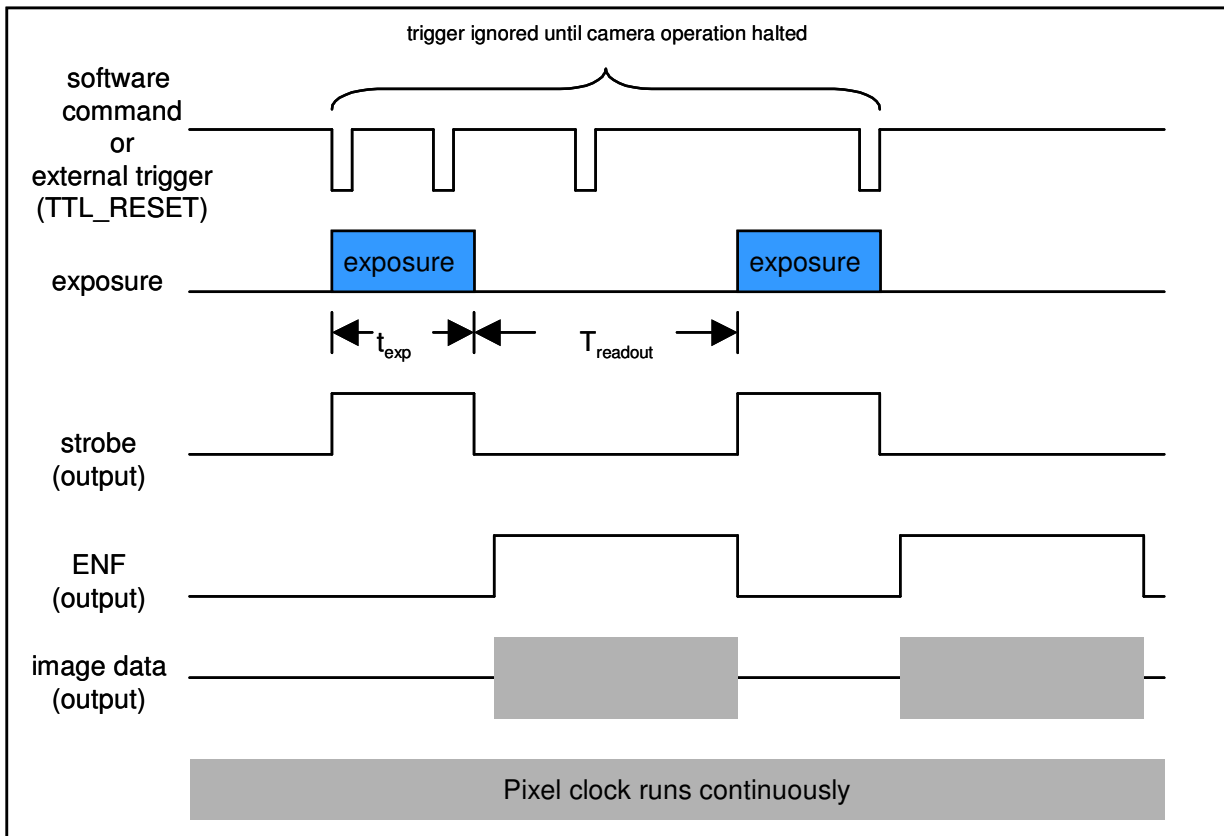 trigger ignored until camera operation halted
software
command
or
external trigger
(TTL_RESET)
exposure
exposure
exposure
t_exp
T_readout
strobe
(output)
ENF
(output)
image data
(output)
Pixel clock runs continuously